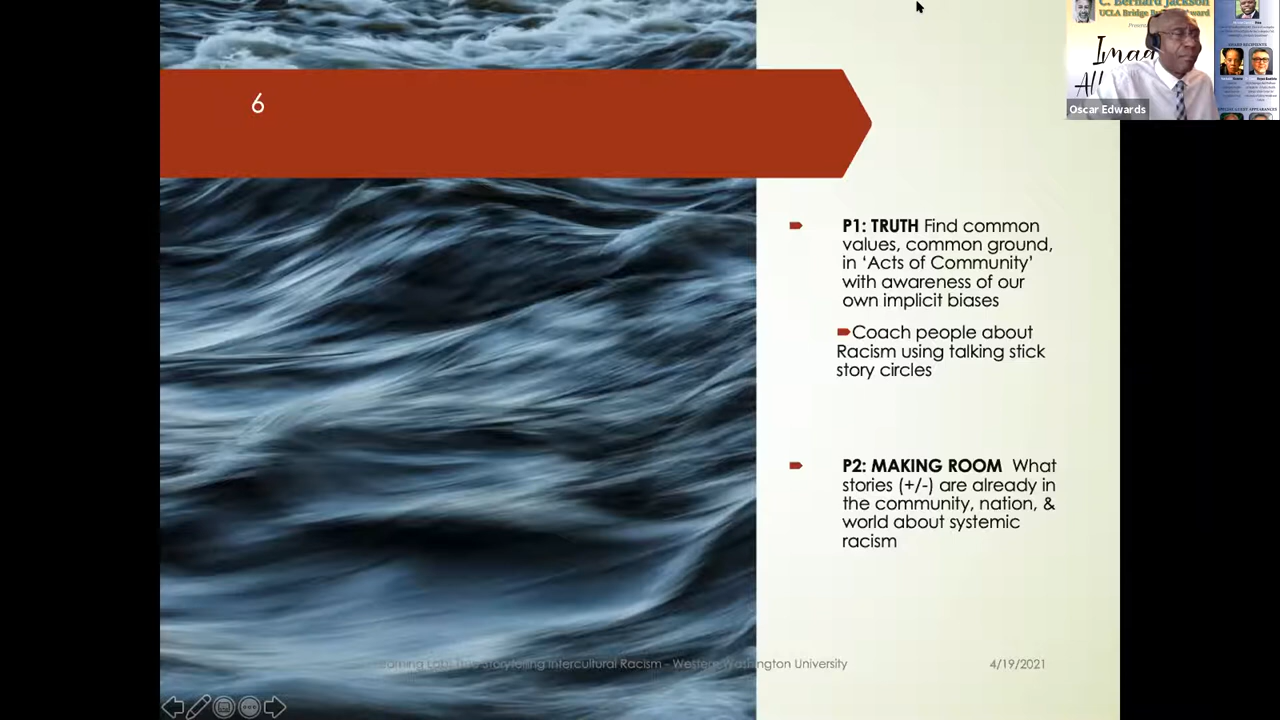 6
P1: TRUTH Find common
values, common ground,
in ‘Acts of Community’
with awareness of our
own implicit biases
Coach people about
Racism using talking stick
story circles
P2: MAKING ROOM What
stories (+/-) are already in
the community, nation, &
world about systemic
racism
Storytelling Intercultural Racism - Western Washington University
4/19/2021
C. Bernard Jackson
UCLA Bridge
Imag
All
Oscar Edwards